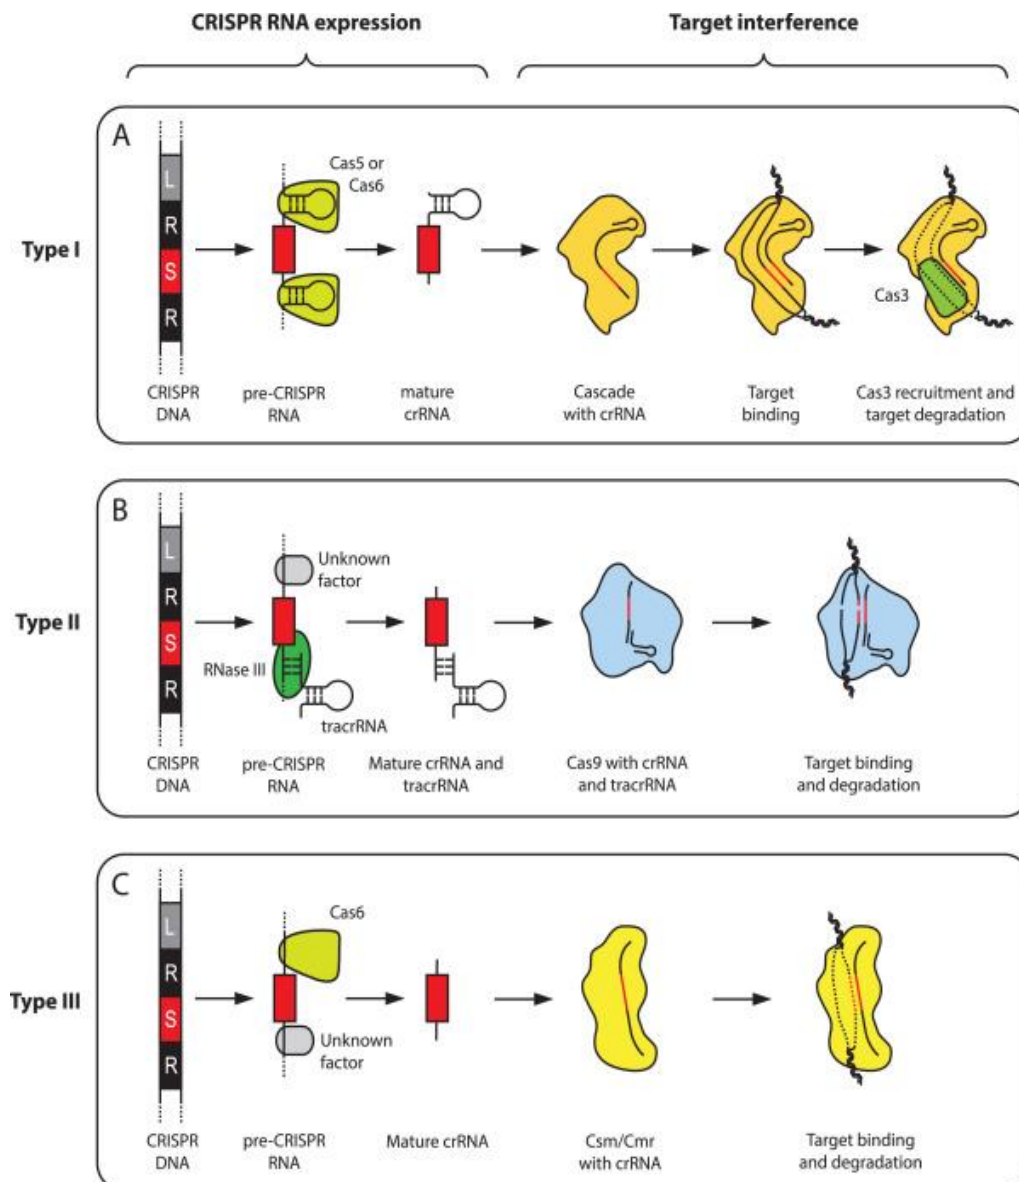 CRISPR RNA expression
Target interference
A
Type I
L
R
S
R
Cas5 or
Cas6
Cas3
CRISPR
DNA
pre-CRISPR
RNA
mature
crRNA
Cascade
with crRNA
Target
binding
Cas3 recruitment and
target degradation
B
Type II
L
R
S
R
Unknown
factor
RNase III
tracrRNA
CRISPR
DNA
pre-CRISPR
RNA
Mature crRNA and
tracrRNA
Cas9 with crRNA
and tracrRNA
Target binding
and degradation
C
Type III
L
R
S
R
Cas6
Unknown
factor
CRISPR
DNA
pre-CRISPR
RNA
Mature crRNA
Csm/Cmr
with crRNA
Target binding
and degradation